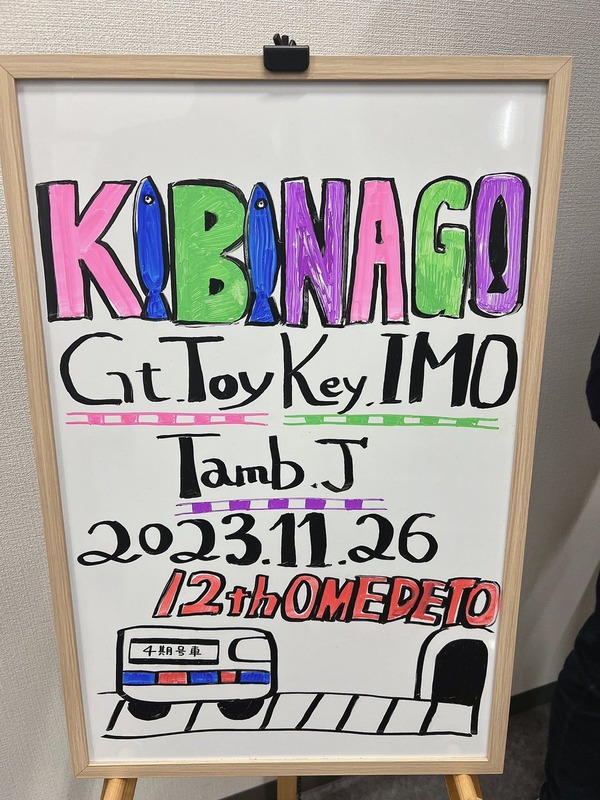 KIBINAGO
Gt.Toy Key.IMO
Tamb.J
2023.11.26
12th OMEDETO
4期号車